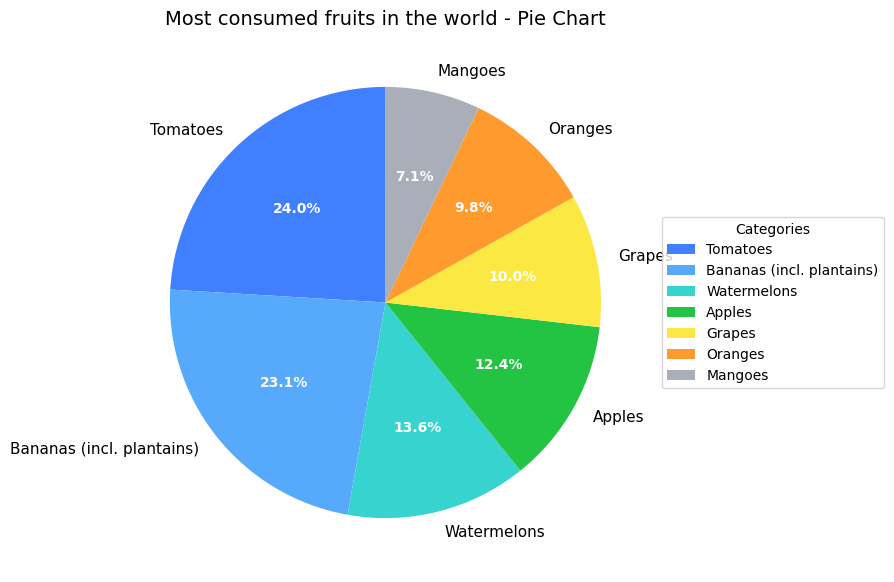 Most consumed fruits in the world - Pie Chart
Mangoes
Tomatoes
Oranges
7.1%
24.0%
9.8%
Grapes
10.0%
Categories
Tomatoes
Bananas (incl. plantains)
Watermelons
Apples
Grapes
Oranges
Mangoes
12.4%
23.1%
13.6%
Apples
Bananas (incl. plantains)
Watermelons